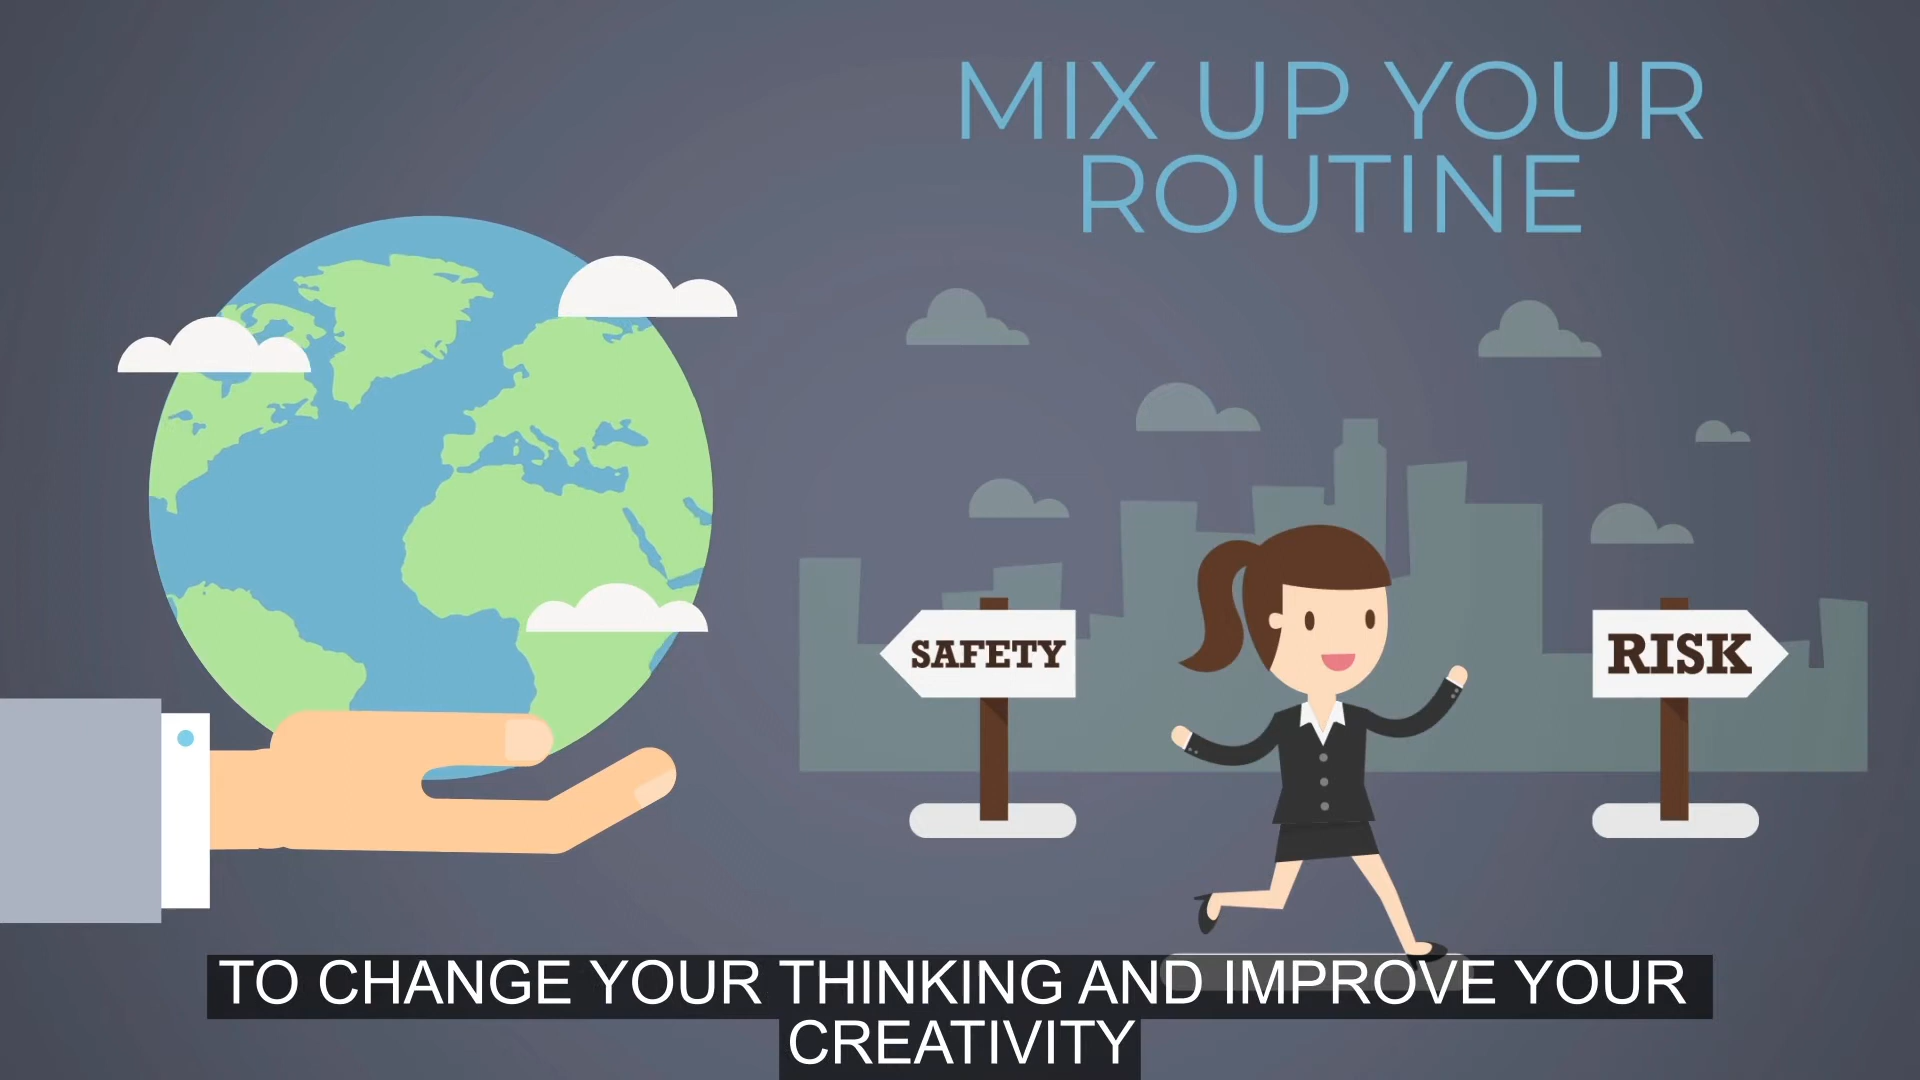 MIX UP YOUR
ROUTINE
SAFETY
RISK
TO CHANGE YOUR THINKING AND IMPROVE YOUR
CREATIVITY